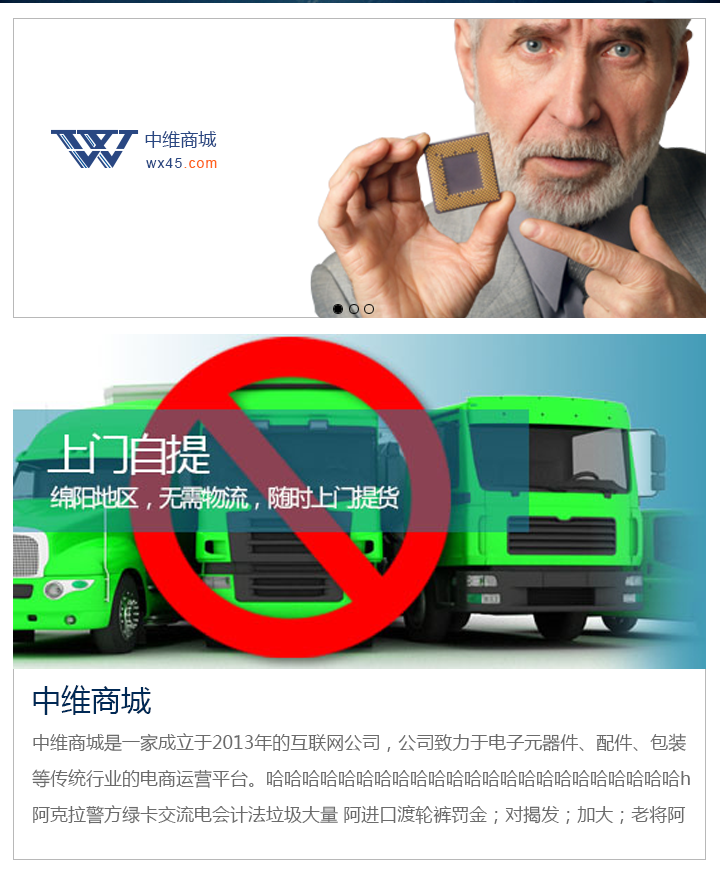 中维商城
wx45.com
上门自提
绵阳地区，无需物流，随时上门提货
中维商城
中维商城是一家成立于2013年的互联网公司，公司致力于电子元器件、配件、包装
等传统行业的电商运营平台。哈哈哈哈哈哈哈哈哈哈哈哈哈哈哈哈哈哈哈哈哈哈哈h
阿克拉警方绿卡交流电会计法垃圾大量 阿进口渡轮裤罚金；对揭发；加大；老将阿